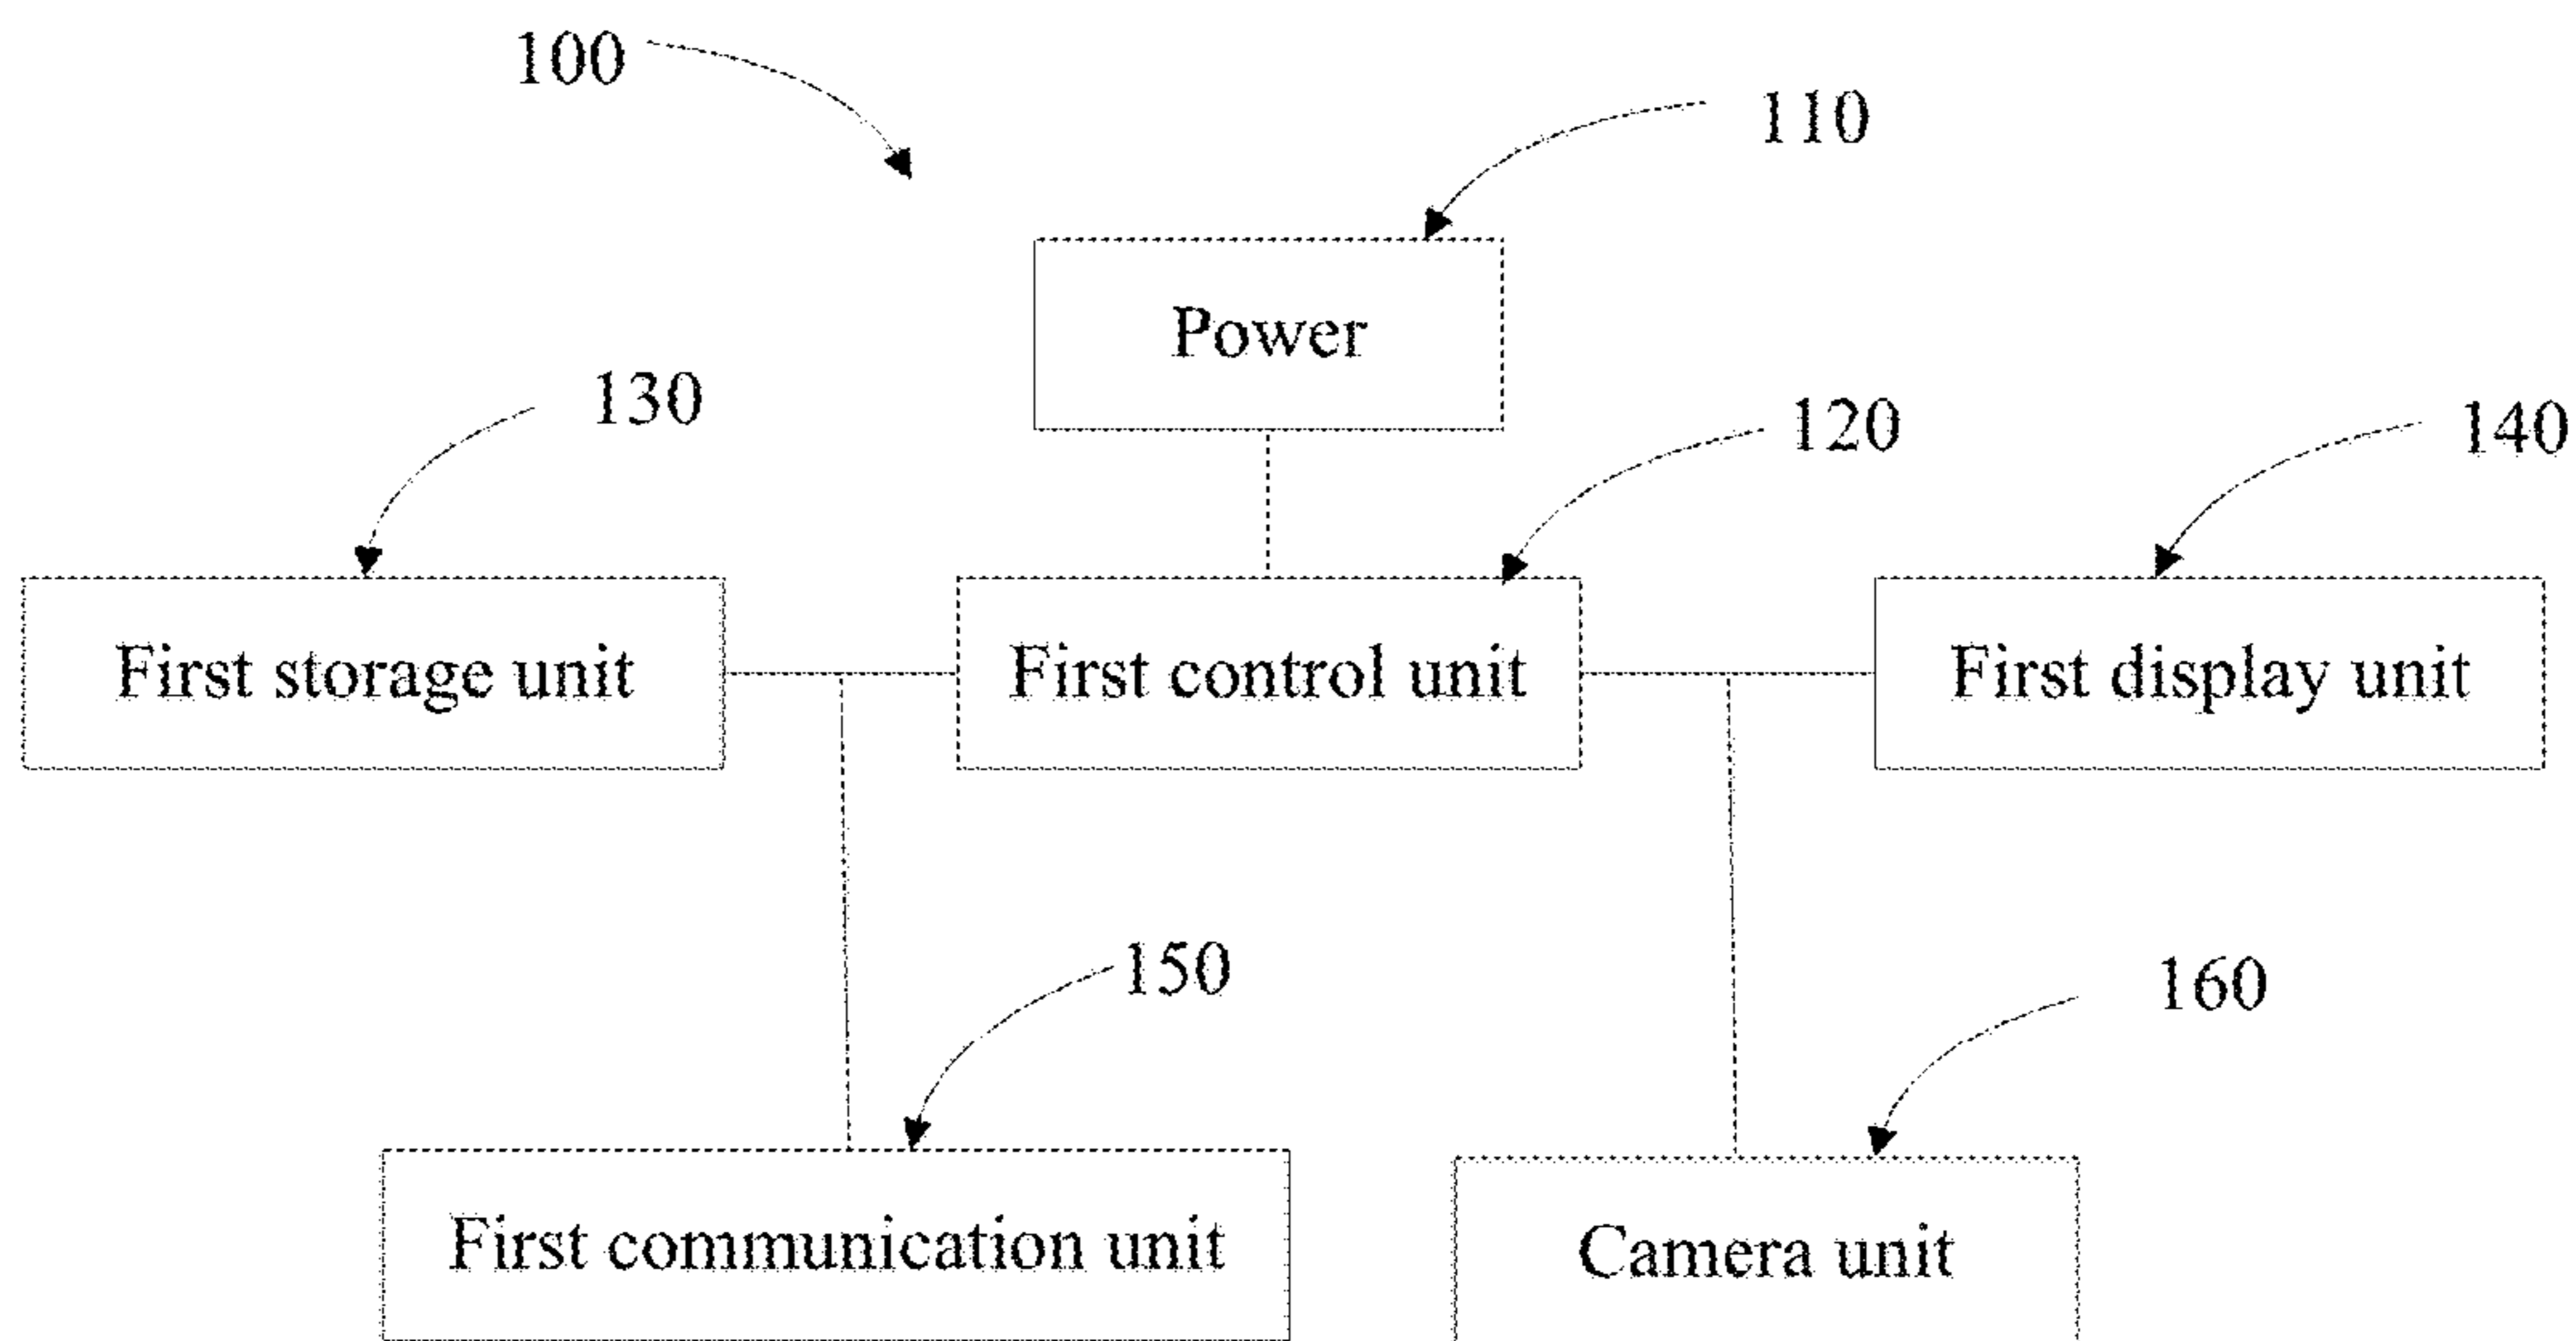 100
110
Power
130
120
140
First storage unit
First control unit
First display unit
150
160
First communication unit
Camera unit